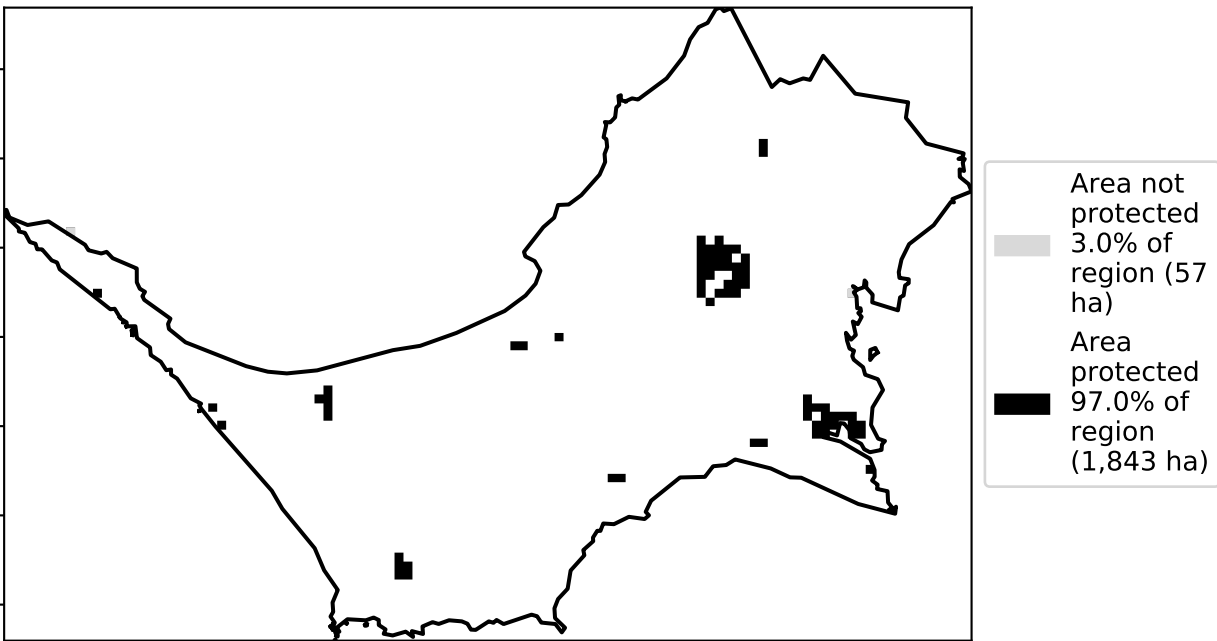 Area not
protected
3.0% of
region (57
ha)
Area
protected
97.0% of
region
(1,843 ha)